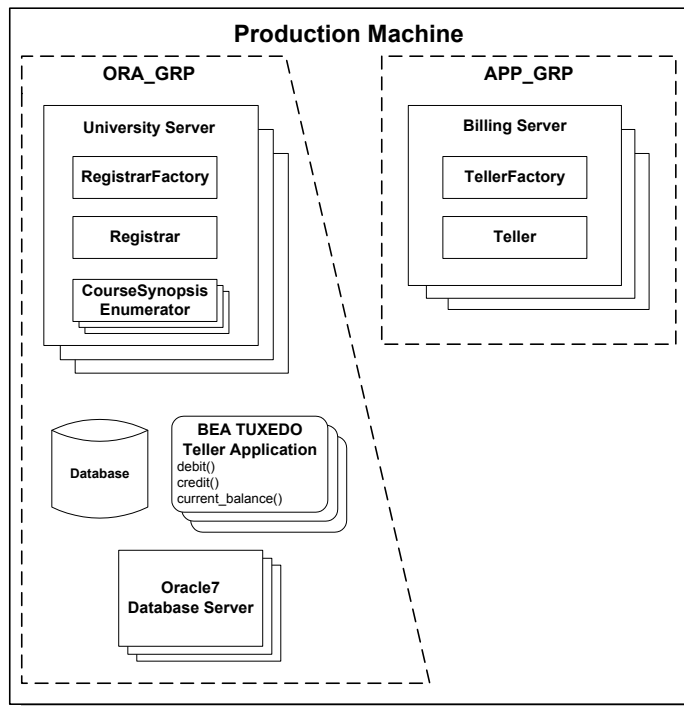 Production Machine
ORA_GRP
University Server
RegistrarFactory
Registrar
CourseSynopsis
Enumerator
Database
BEA TUXEDO
Teller Application
debit()
credit()
current_balance()
Oracle7
Database Server
APP_GRP
Billing Server
TellerFactory
Teller